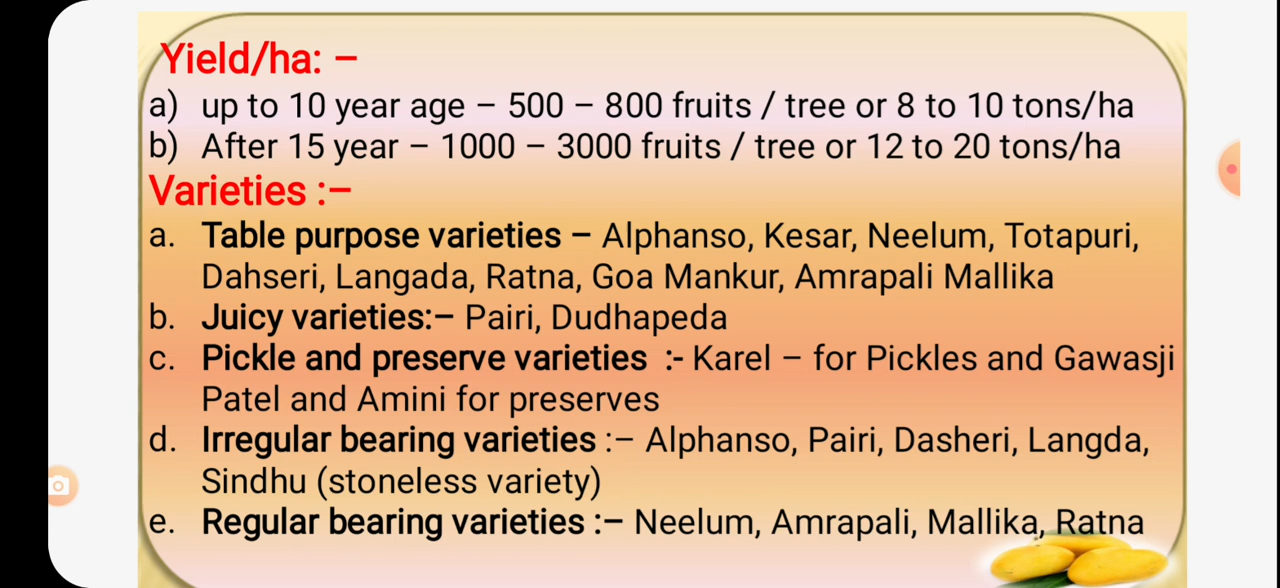 Yield/ha: –
a) up to 10 year age – 500 – 800 fruits / tree or 8 to 10 tons/ha
b) After 15 year – 1000 – 3000 fruits / tree or 12 to 20 tons/ha
Varieties :–
a. Table purpose varieties – Alphanso, Kesar, Neelum, Totapuri,
Dahseri, Langada, Ratna, Goa Mankur, Amrapali Mallika
b. Juicy varieties:– Pairi, Dudhapeda
c. Pickle and preserve varieties :- Karel – for Pickles and Gawasji
Patel and Amini for preserves
d. Irregular bearing varieties :– Alphanso, Pairi, Dasheri, Langda,
Sindhu (stoneless variety)
e. Regular bearing varieties :– Neelum, Amrapali, Mallika, Ratna